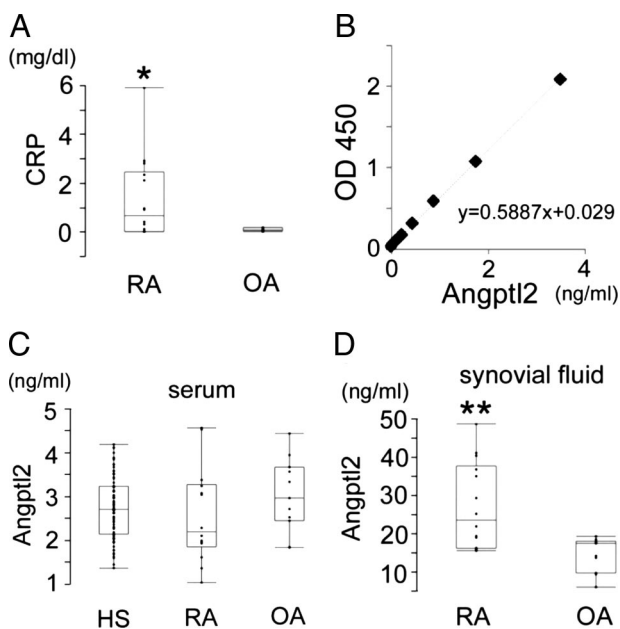 A
(mg/dl)
CRP
6
4
2
0
*
RA OA
B
OD 450
2
1
0
y=0.5887x+0.029
0 2 4
Angptl2 (ng/ml)
C
(ng/ml)
serum
Angptl2
5
4
3
2
1
HS RA OA
D
synovial fluid
(ng/ml)
**
Angptl2
50
40
30
20
10
RA OA